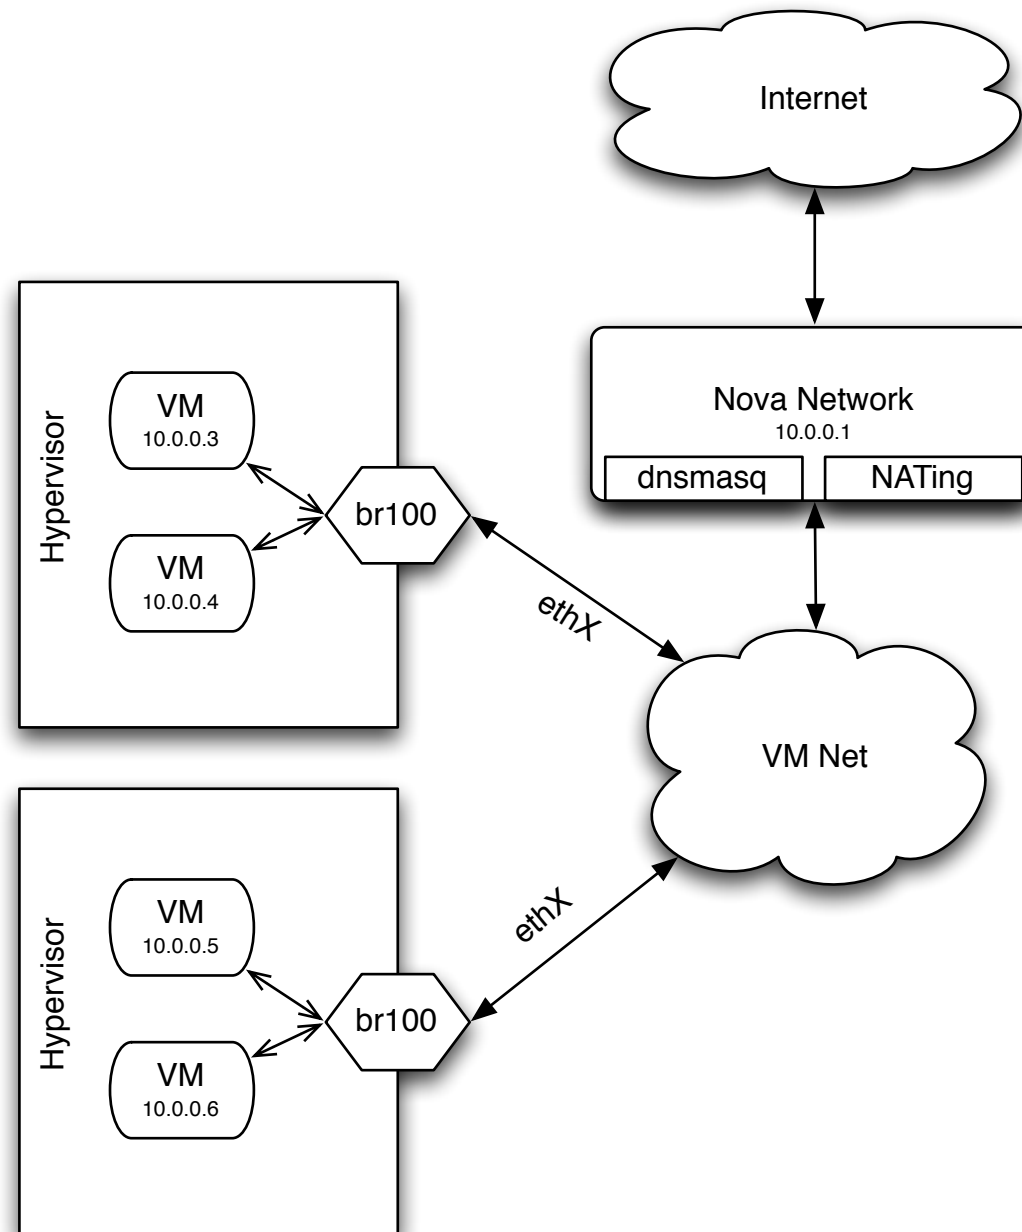 Internet
Nova Network
10.0.0.1
dnsmasq
NATing
Hypervisor
VM
10.0.0.3
VM
10.0.0.4
br100
ethX
VM Net
Hypervisor
VM
10.0.0.5
VM
10.0.0.6
br100
ethX